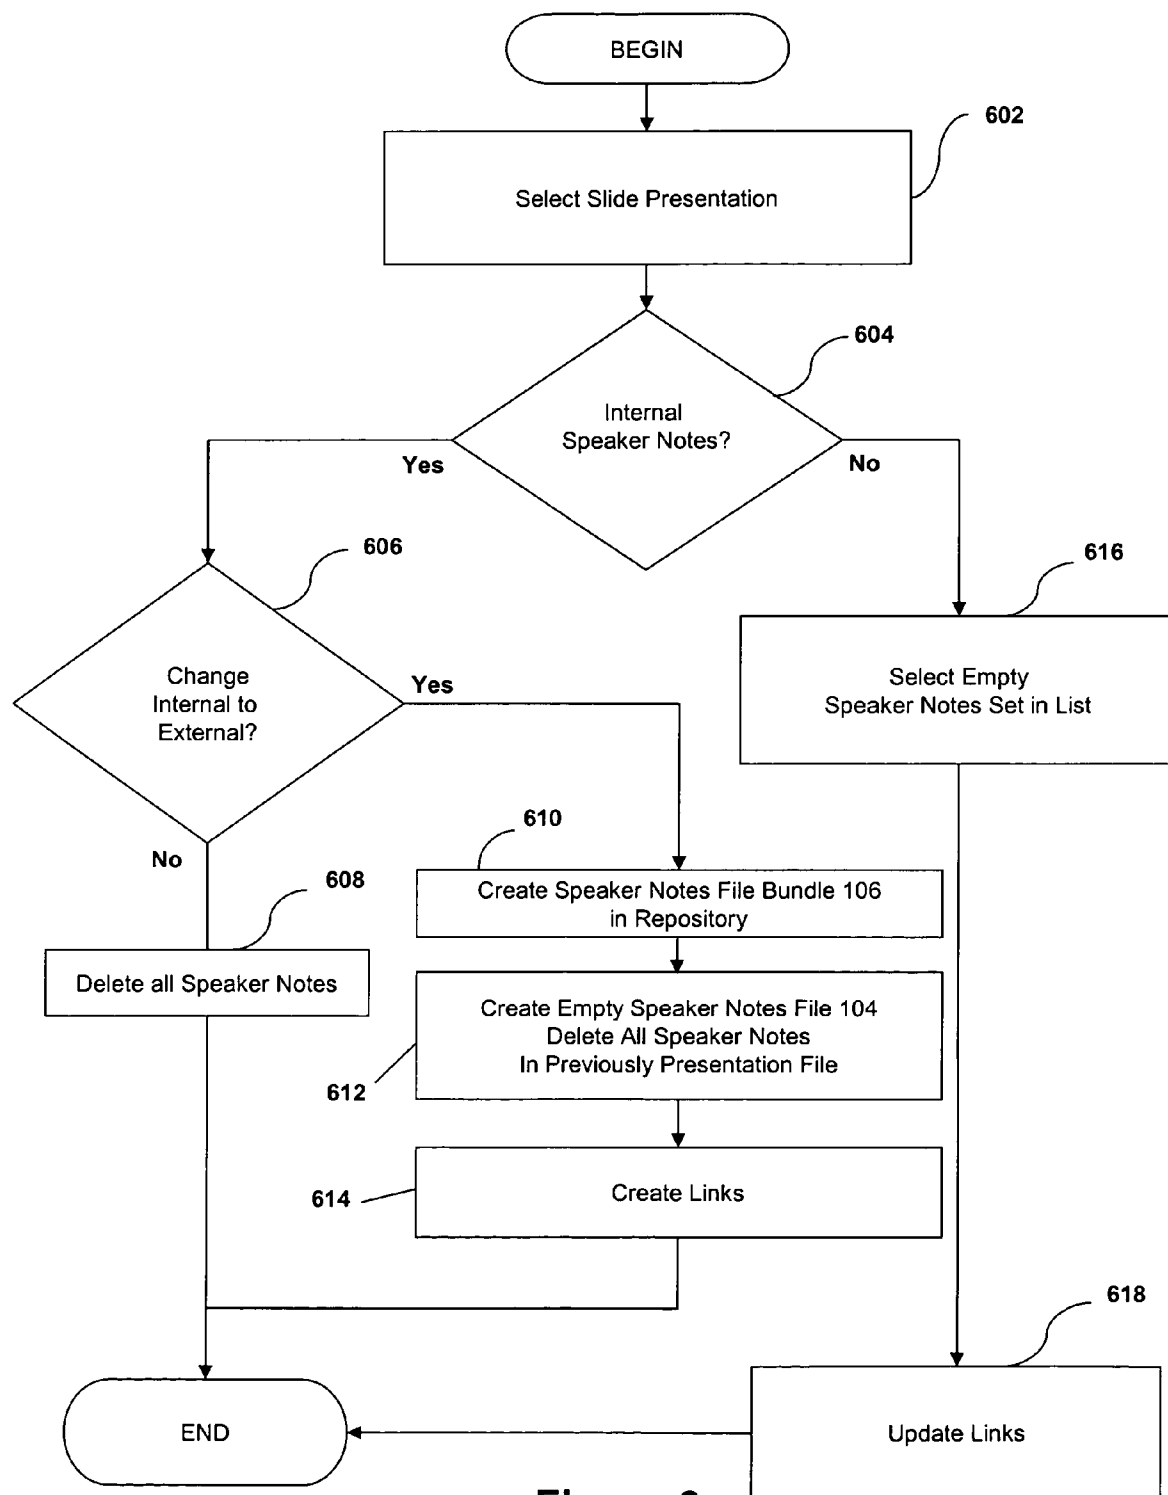 BEGIN
602
Select Slide Presentation
604
Internal
Speaker Notes?
Yes
No
606
616
Change
Internal to
External?
Yes
Select Empty
Speaker Notes Set in List
610
No
608
Create Speaker Notes File Bundle 106
in Repository
Delete all Speaker Notes
Create Empty Speaker Notes File 104
Delete All Speaker Notes
In Previously Presentation File
612
614
Create Links
618
END
Update Links